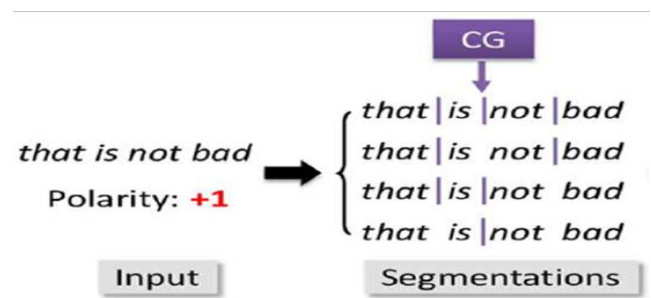 CG
that is not bad
Polarity: +1
that|is|not|bad
that|is not|bad
that|is|not bad
that is|not bad
Input
Segmentations